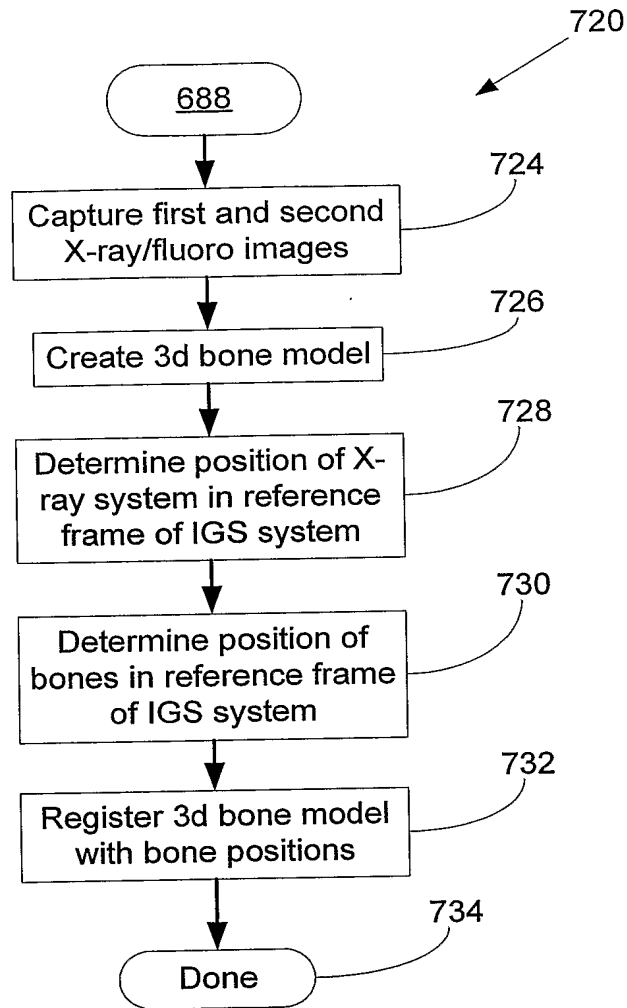 720
688
724
Capture first and second
X-ray/fluoro images
726
Create 3d bone model
728
Determine position of X-
ray system in reference
frame of IGS system
730
Determine position of
bones in reference frame
of IGS system
732
Register 3d bone model
with bone positions
734
Done